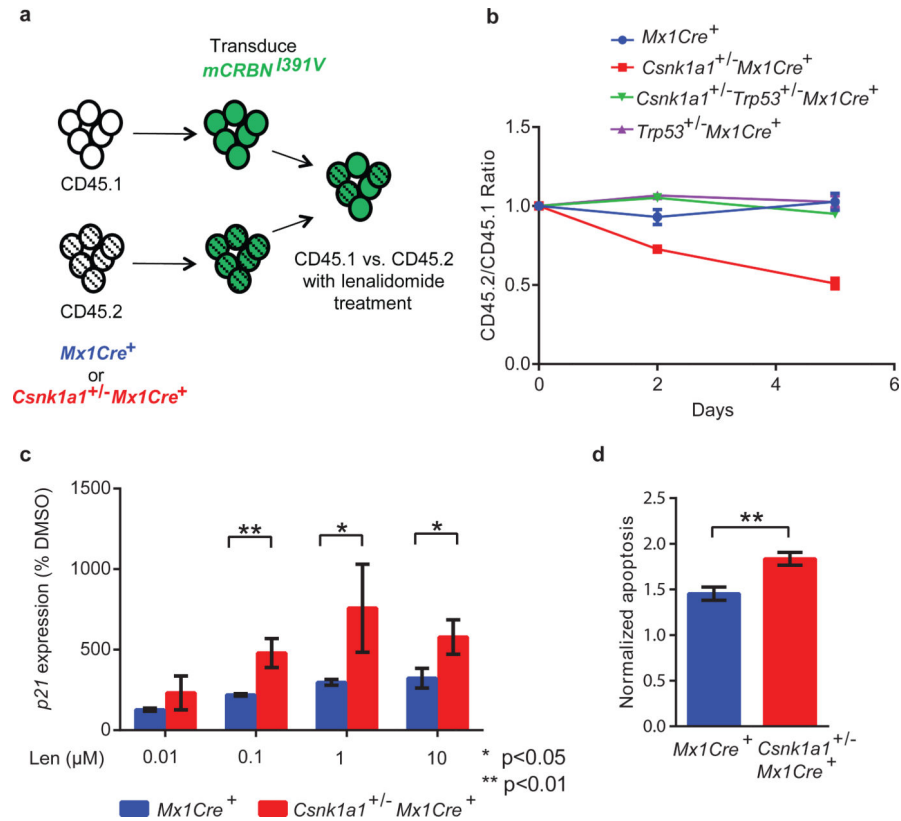 a
Transduce
mCRBN^I391V
CD45.1
CD45.2
CD45.1 vs. CD45.2
with lenalidomide
treatment
Mx1Cre+
or
Csnk1a1+/-Mx1Cre+
b
Mx1Cre+
Csnk1a1+/-Mx1Cre+
Csnk1a1+/-Trp53+/-Mx1Cre+
Trp53+/-Mx1Cre+
CD45.2/CD45.1 Ratio
1.5
1.0
0.5
0.0
0 2 4 6
Days
c
p21 expression (% DMSO)
1500
1000
500
0
** * *
Len (µM) 0.01 0.1 1 10
* p<0.05
** p<0.01
Mx1Cre+ Csnk1a1+/-Mx1Cre+
d
Normalized apoptosis
2.5
2.0
1.5
1.0
0.5
0.0
**
Mx1Cre+ Csnk1a1+/-
Mx1Cre+